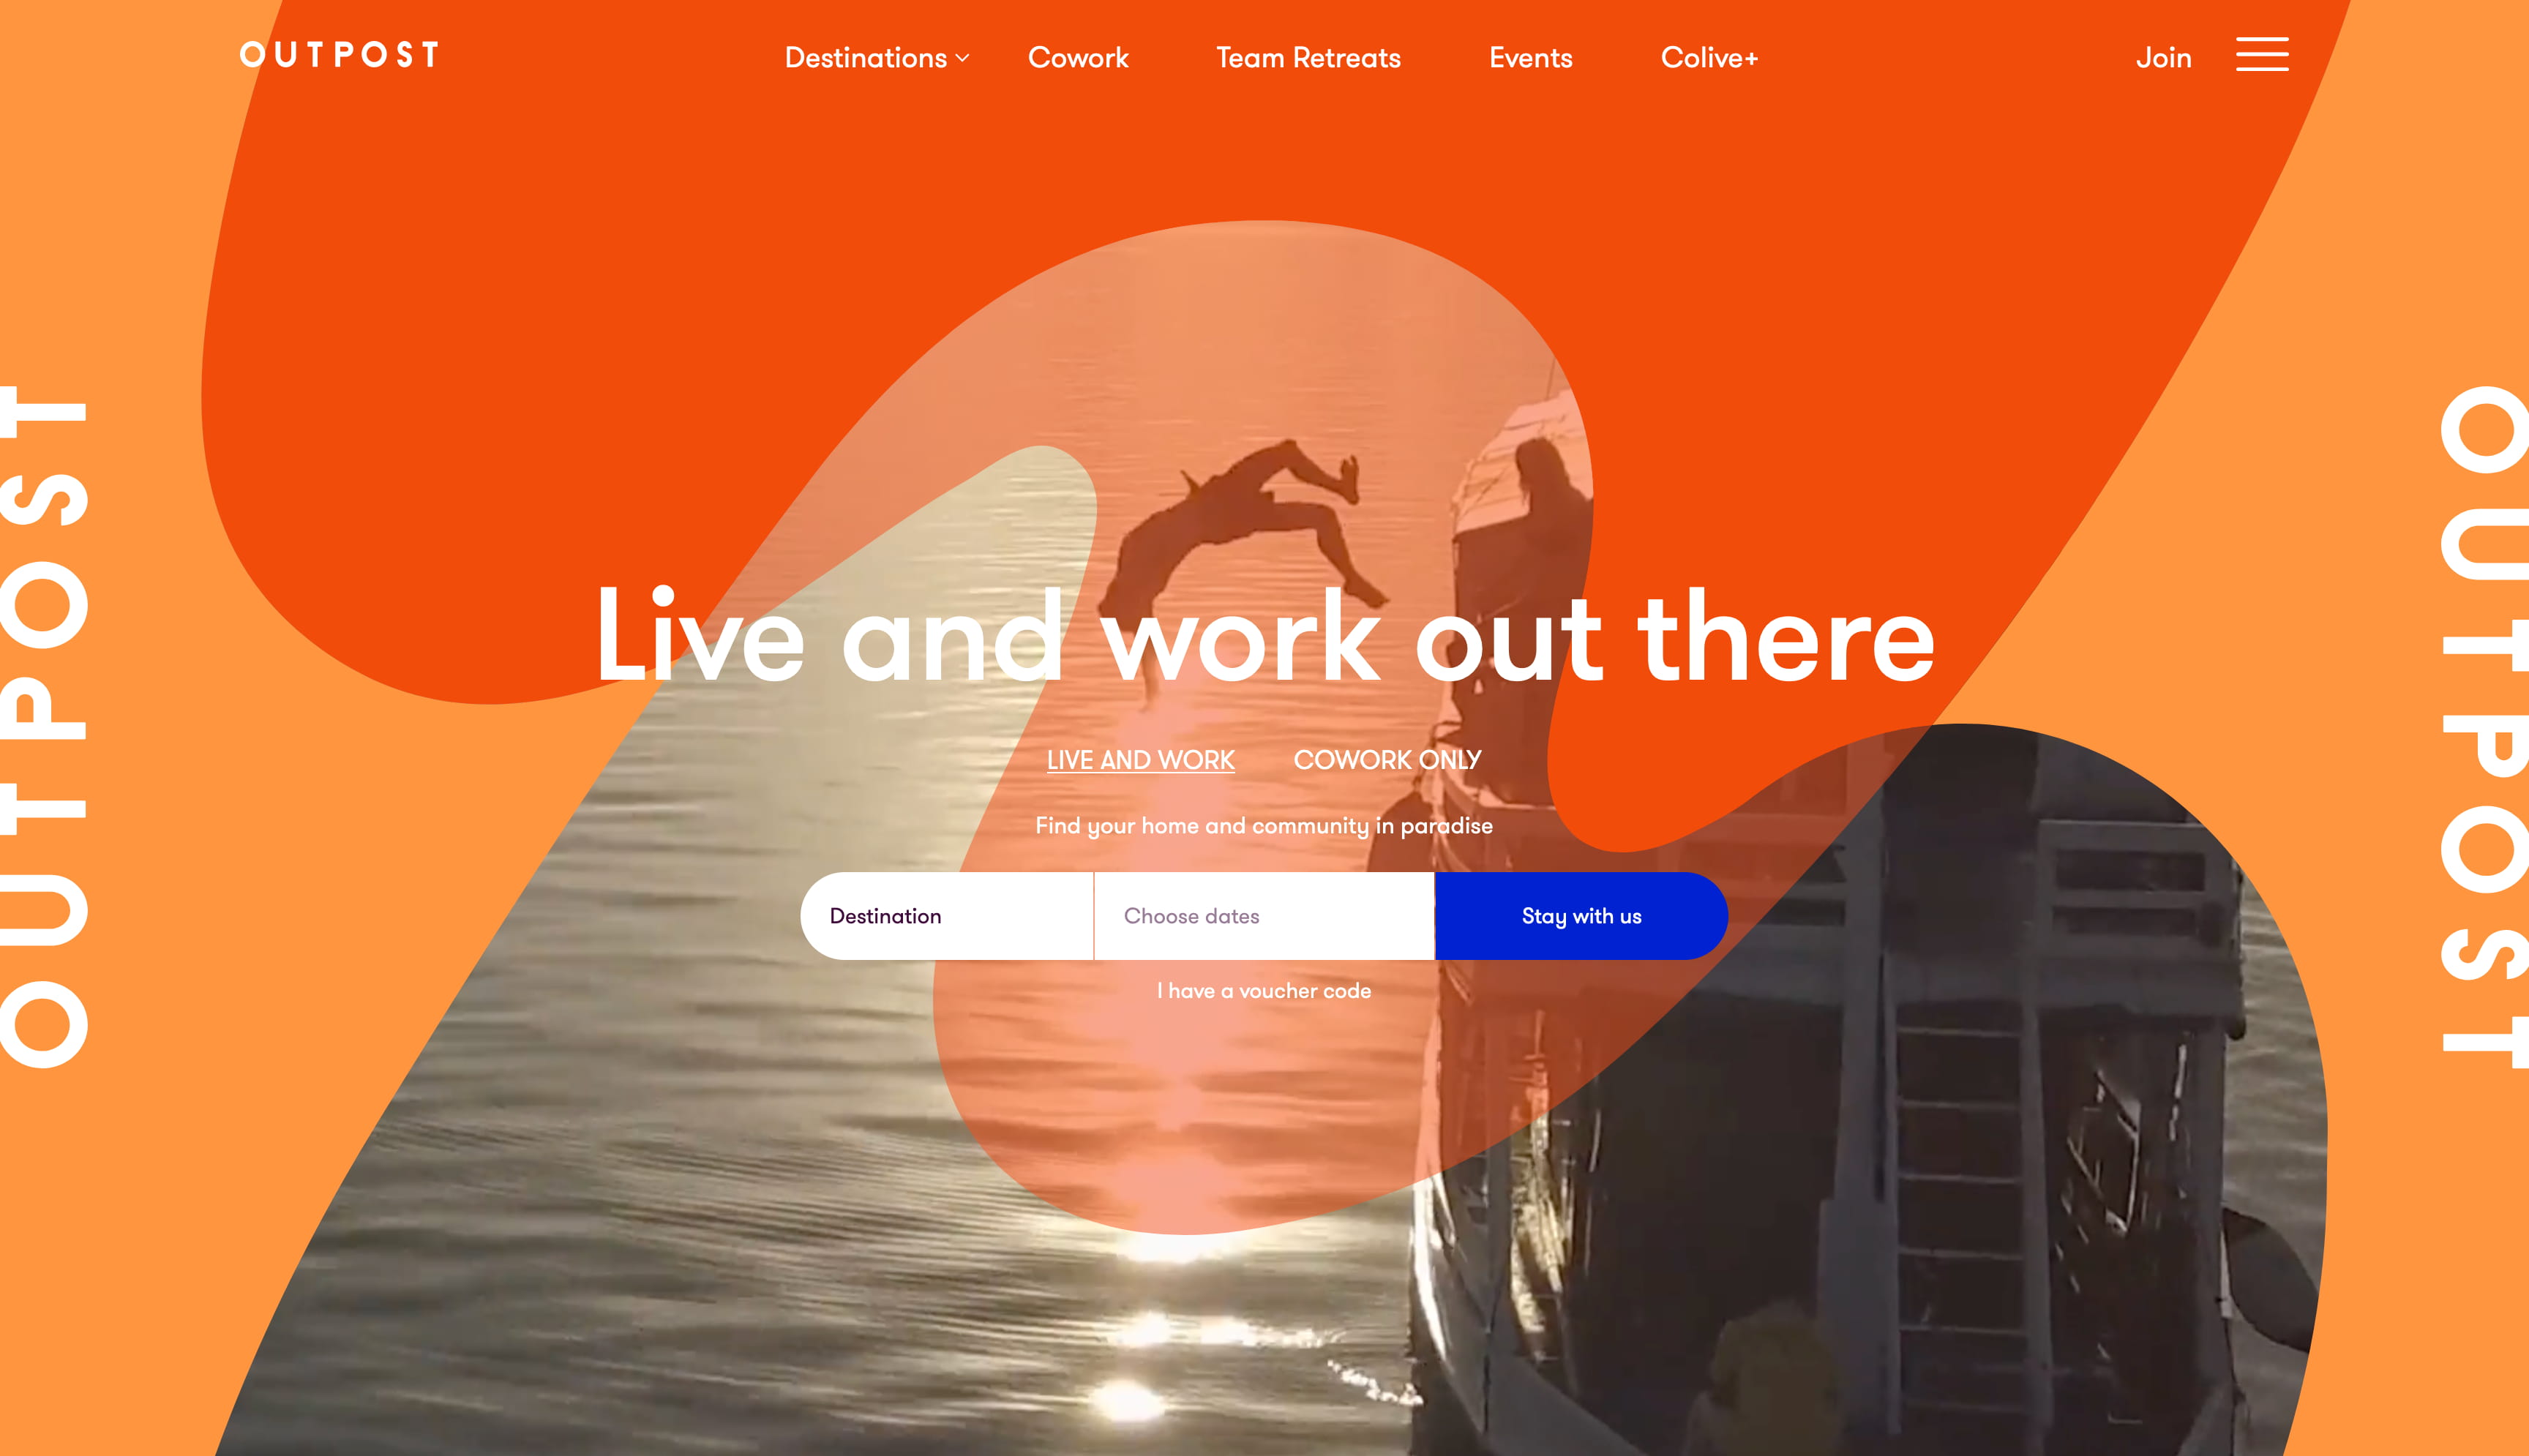 OUTPOST
Destinations
Cowork
Team Retreats
Events
Colive+
Join
OUTPOST
OUTPOST
Live and work out there
LIVE AND WORK
COWORK ONLY
Find your home and community in paradise
Destination
Choose dates
Stay with us
I have a voucher code